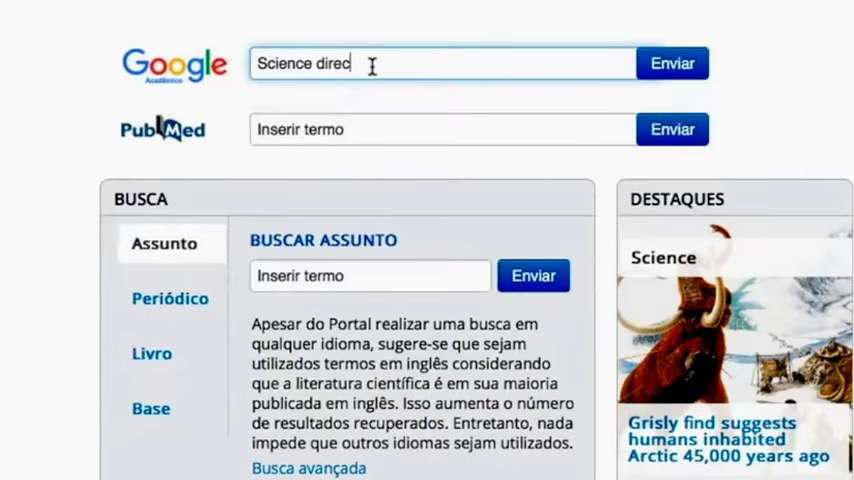 Google
Acadêmico
Science direc
Enviar
PubMed
Inserir termo
Enviar
BUSCA
Assunto
Periódico
Livro
Base
BUSCAR ASSUNTO
Inserir termo
Enviar
Apesar do Portal realizar uma busca em
qualquer idioma, sugere-se que sejam
utilizados termos em inglês considerando
que a literatura científica é em sua maioria
publicada em inglês. Isso aumenta o número
de resultados recuperados. Entretanto, nada
impede que outros idiomas sejam utilizados.
Busca avançada
DESTAQUES
Science
Grisly find suggests
humans inhabited
Arctic 45,000 years ago